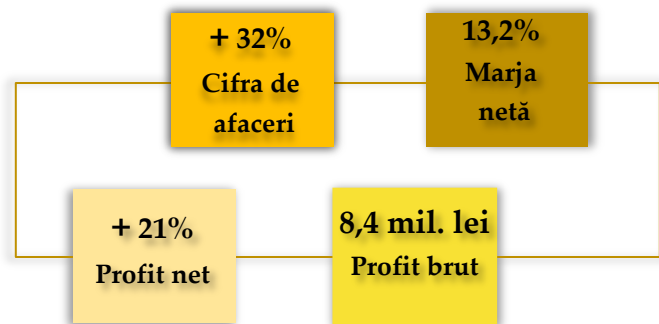 + 32%
Cifra de
afaceri
13,2%
Marja
netă
+ 21%
Profit net
8,4 mil. lei
Profit brut